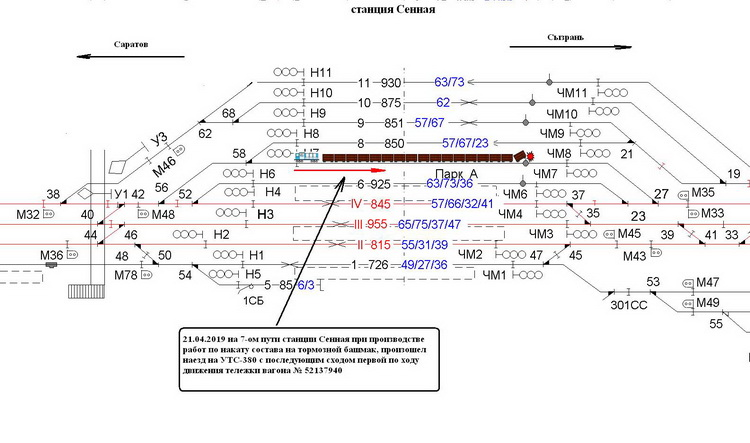 станция Сенная
Саратов
Сызрань
Н11 11 930 63/73 ЧМ11
Н10 10 875 62 ЧМ10
68 Н9 9 851 57/67 ЧМ9
62
У3 Н8 8 850 57/67/23 ЧМ8 21
М46 58 Парк А ЧМ7 19
56 Н6 6 925 63/73/36 ЧМ6 27 М35
38 У1 42 52 Н4 IV 845 57/66/32/41 ЧМ4 37
М32 40 М48 Н3 III 955 65/75/37/47 ЧМ3 35 23 М33
44 46 Н2 II 815 55/31/39 ЧМ2 45 М45 39 41 33
М36 48 50 Н1 1 726 49/27/36 47 М43
М78 54 Н5 5 85 6/3 ЧМ1 53 М47
1СБ 301СС М49
55
21.04.2019 на 7-ом пути станции Сенная при производстве
работ по накату состава на тормозной башмак, произошел
наезд на УТС-380 с последующим сходом первой по ходу
движения тележки вагона № 52137940